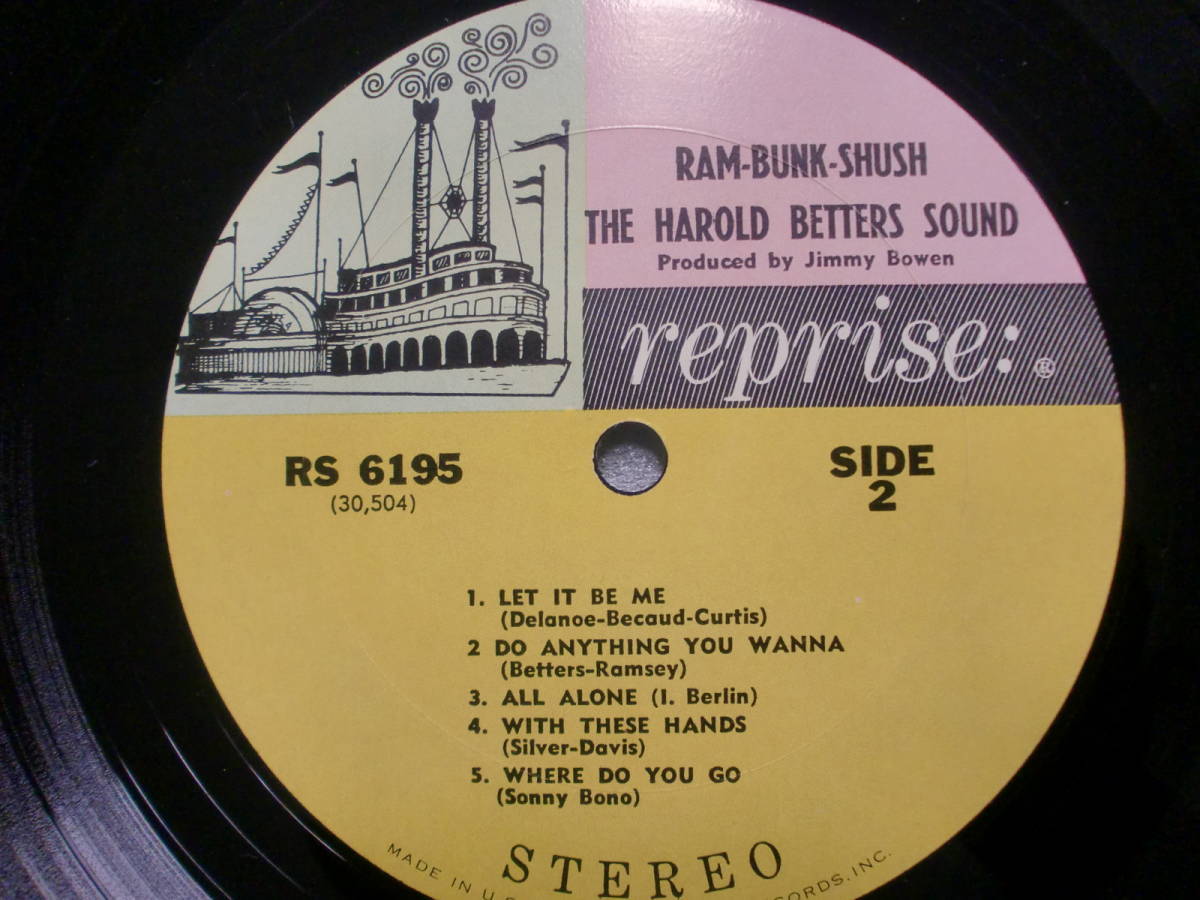 RAM-BUNK-SHUSH
THE HAROLD BETTERS SOUND
Produced by Jimmy Bowen
reprise:®
RS 6195
(30,504)
SIDE
2
1. LET IT BE ME
(Delanoe-Becaud-Curtis)
2 DO ANYTHING YOU WANNA
(Betters-Ramsey)
3. ALL ALONE (I. Berlin)
4. WITH THESE HANDS
(Silver-Davis)
5. WHERE DO YOU GO
(Sonny Bono)
STEREO
MADE IN INC.